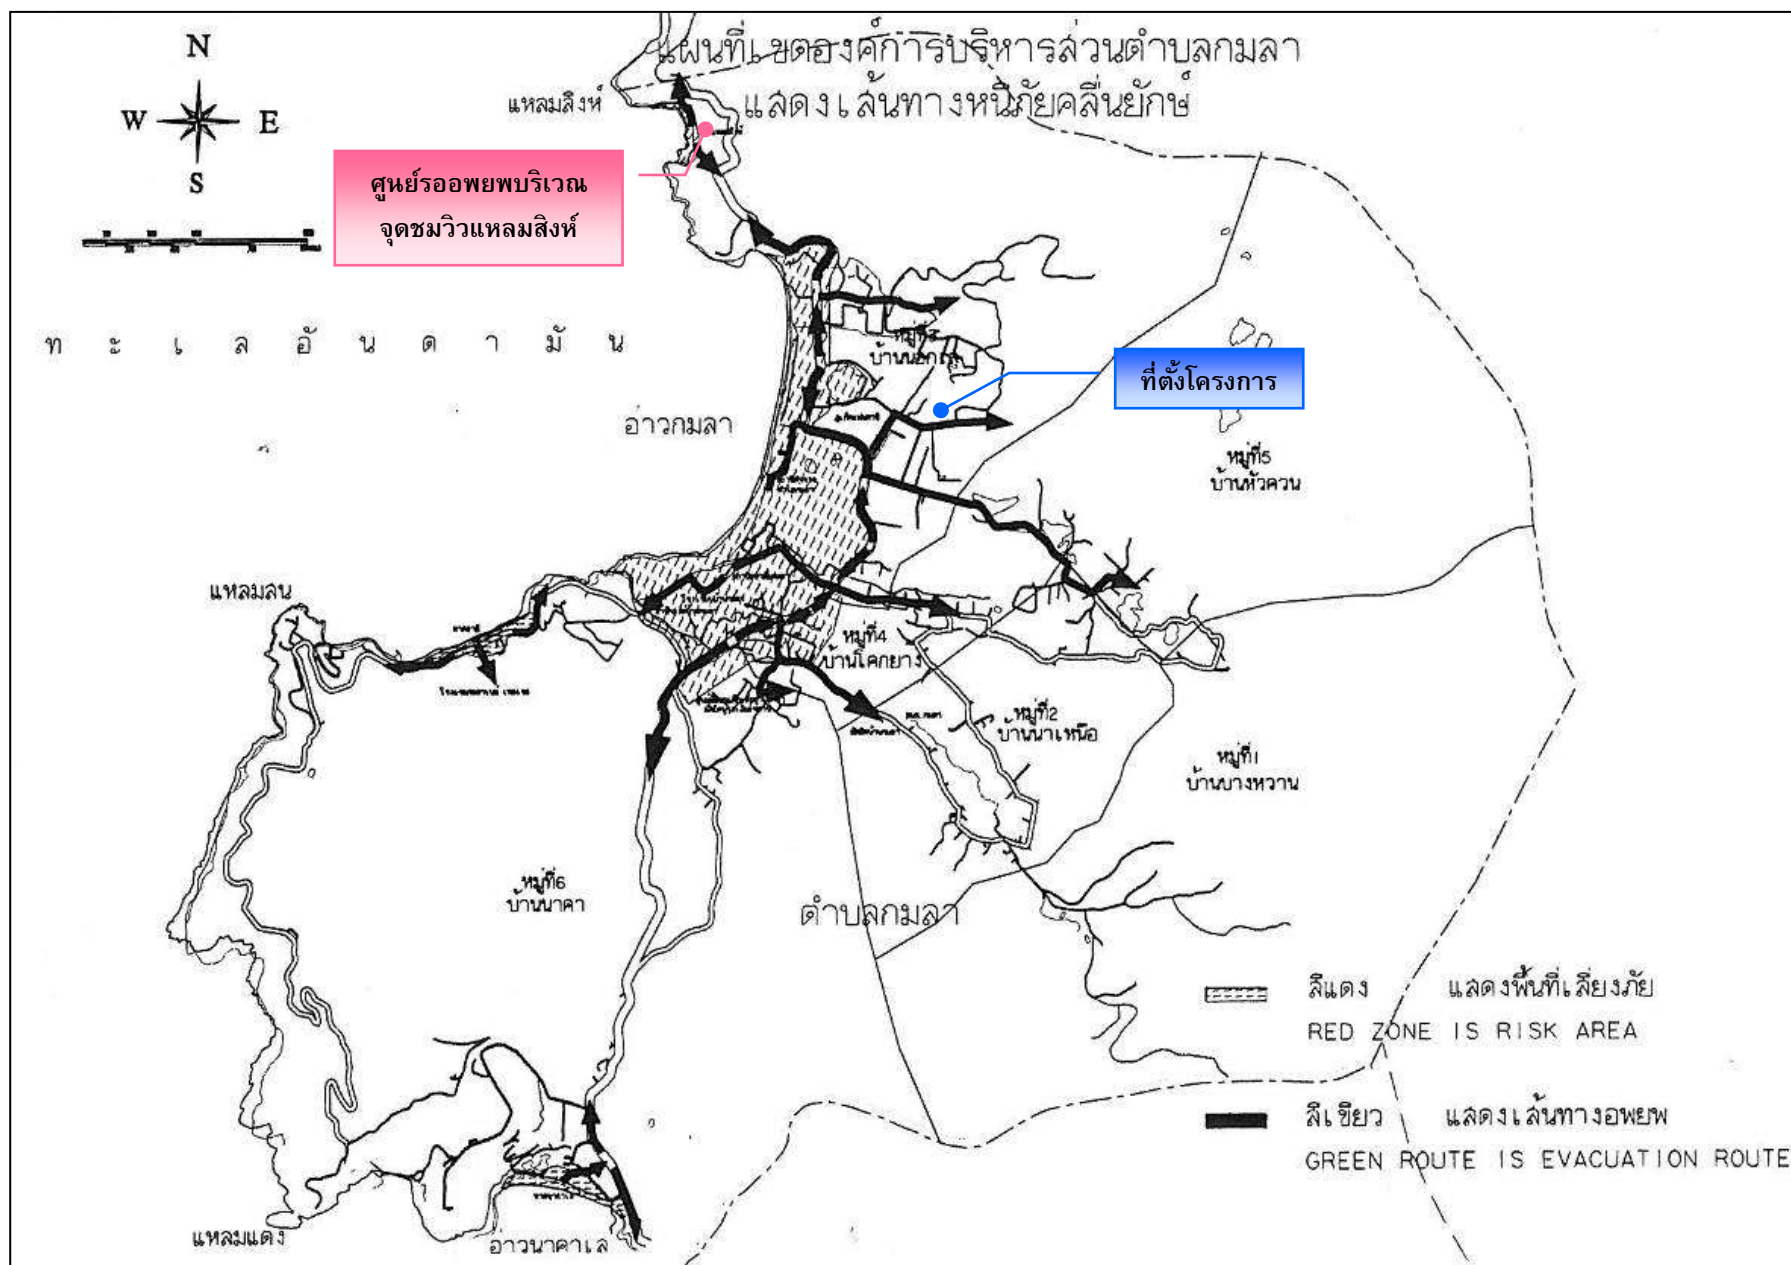 แผนที่เขตองค์การบริหารส่วนตำบลกมลา
แสดงเส้นทางหนีภัยคลื่นยักษ์
N
W
E
S
แหลมสิงห์
ศูนย์รออพยพบริเวณ
จุดชมวิวแหลมสิงห์
ทะเลอันดามัน
หมู่ที่3
บ้านนอกเล
ที่ตั้งโครงการ
อ่าวกมลา
หมู่ที่5
บ้านหัวควน
แหลมสน
หมู่ที่4
บ้านโคกยาง
หมู่ที่2
บ้านนาเหนือ
หมู่ที่1
บ้านบางหวาน
หมู่ที่6
บ้านนาคา
ตำบลกมลา
สีแดง แสดงพื้นที่เสี่ยงภัย
RED ZONE IS RISK AREA
สีเขียว แสดงเส้นทางอพยพ
GREEN ROUTE IS EVACUATION ROUTE
แหลมแดง
อ่าวนาคาเล